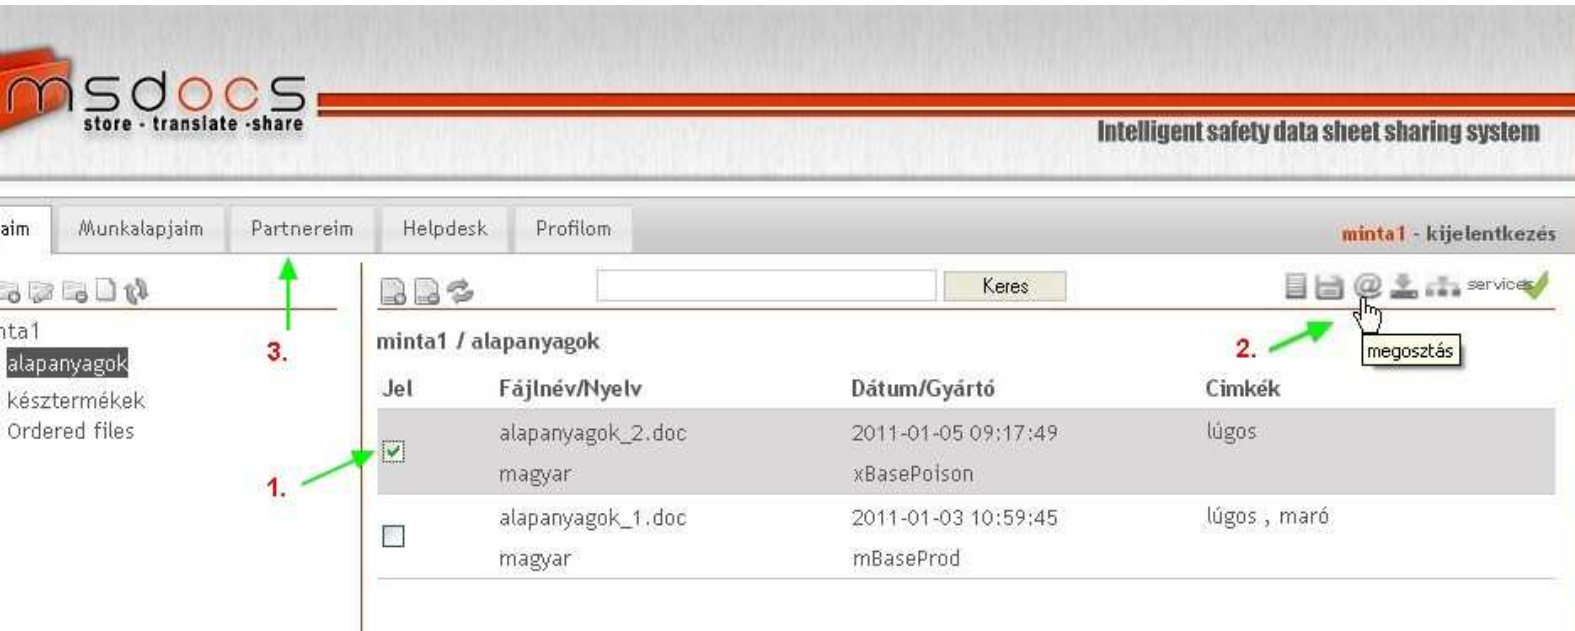 msdocs
store - translate -share
Intelligent safety data sheet sharing system
aim Munkalapjaim Partnereim Helpdesk Profilom minta1 - kijelentkezés
Keres @ services
nta1
alapanyagok
késztermékek
Ordered files
3.
minta1 / alapanyagok
2.
megosztás
Jel Fájlnév/Nyelv Dátum/Gyártó Cimkék
alapanyagok_2.doc 2011-01-05 09:17:49 lúgos
magyar xBasePoison
1.
alapanyagok_1.doc 2011-01-03 10:59:45 lúgos , maró
magyar mBaseProd